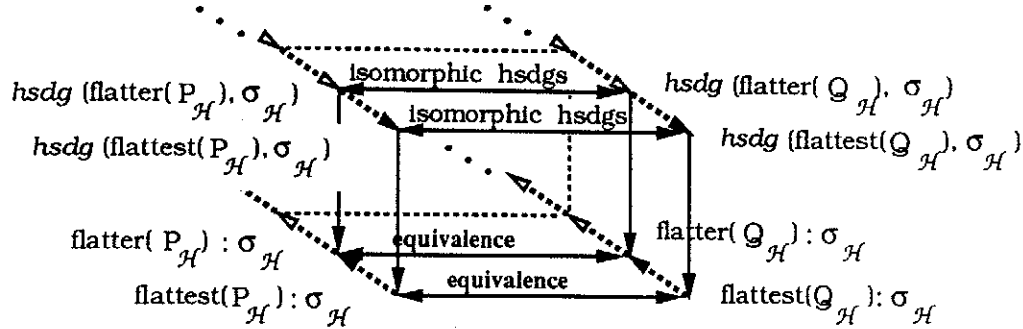 isomorphic hsdgs
hsdg (flatter( P_ℋ ), σ_ℋ )
hsdg (flatter( Q_ℋ ), σ_ℋ )
isomorphic hsdgs
hsdg (flattest( P_ℋ ), σ_ℋ )
hsdg (flattest( Q_ℋ ), σ_ℋ )
flatter( P_ℋ ) : σ_ℋ
equivalence
flatter( Q_ℋ ) : σ_ℋ
flattest( P_ℋ ) : σ_ℋ
equivalence
flattest( Q_ℋ ) : σ_ℋ